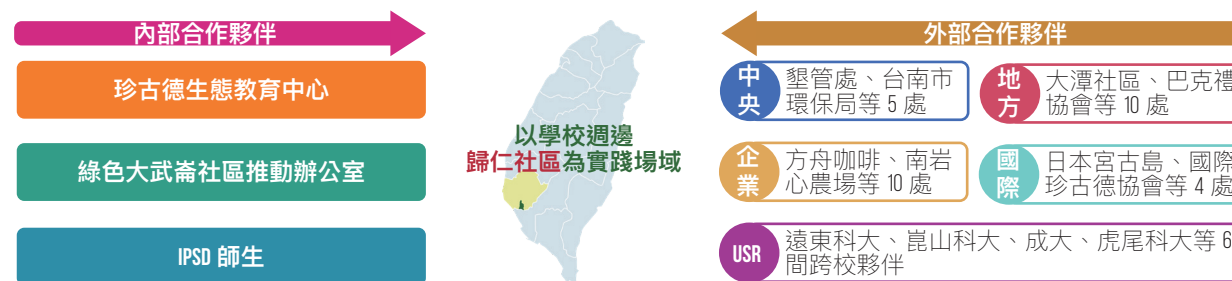 內部合作夥伴
珍古德生態教育中心
綠色大武崙社區推動辦公室
IPSD 師生
以學校週邊
歸仁社區為實踐場域
外部合作夥伴
中央
墾管處、台南市
環保局等 5 處
地方
大潭社區、巴克禮
協會等 10 處
企業
方舟咖啡、南岩
心農場等 10 處
國際
日本宮古島、國際
珍古德協會等 4 處
USR
遠東科大、崑山科大、成大、虎尾科大等 6
間跨校夥伴